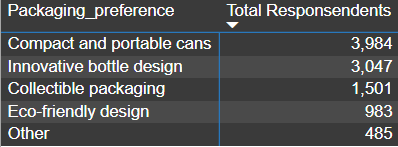 Packaging_preference Total Responsendents
Compact and portable cans 3,984
Innovative bottle design 3,047
Collectible packaging 1,501
Eco-friendly design 983
Other 485